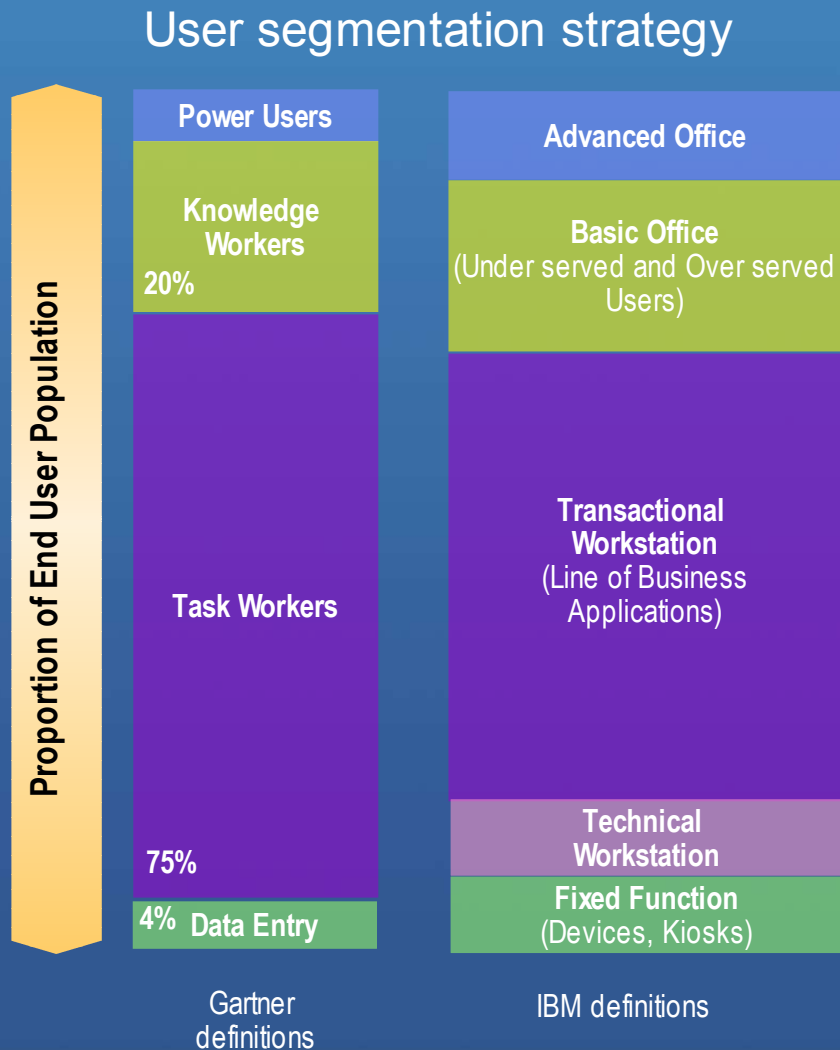 User segmentation strategy
Proportion of End User Population
Power Users
Knowledge
Workers
20%
Task Workers
75%
4% Data Entry
Gartner
definitions
Advanced Office
Basic Office
(Under served and Over served
Users)
Transactional
Workstation
(Line of Business
Applications)
Technical
Workstation
Fixed Function
(Devices, Kiosks)
IBM definitions